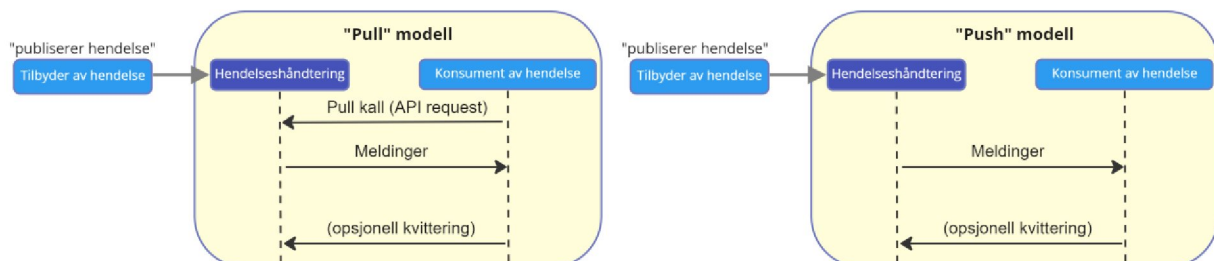 "Pull" modell
"publiserer hendelse"
Tilbyder av hendelse
Hendelseshåndtering
Konsument av hendelse
Pull kall (API request)
Meldinger
(opsjonell kvittering)
"Push" modell
"publiserer hendelse"
Tilbyder av hendelse
Hendelseshåndtering
Konsument av hendelse
Meldinger
(opsjonell kvittering)